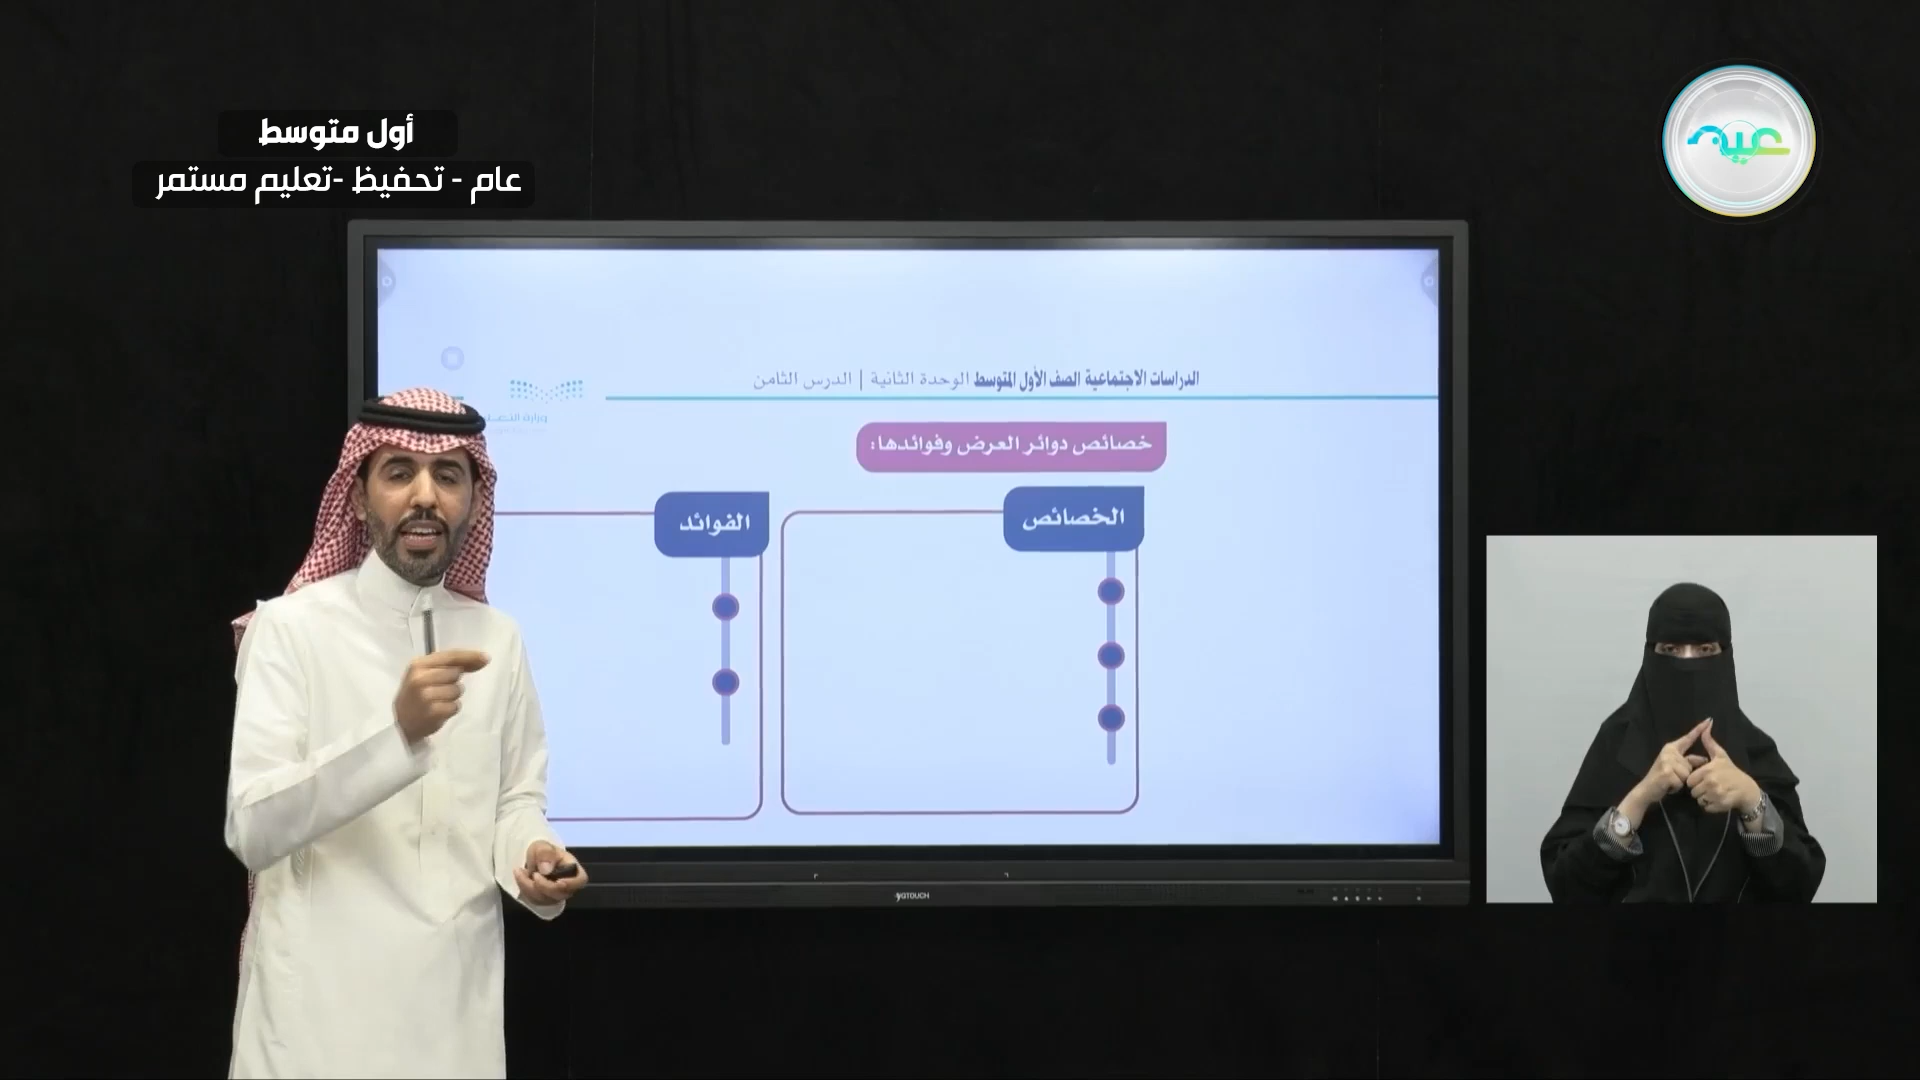 أول متوسط
عام - تحفيظ -تعليم مستمر
عين
الدراسات الاجتماعية الصف الأول المتوسط الوحدة الثانية | الدرس الثامن
خصائص دوائر العرض وفوائدها:
الخصائص
الفوائد